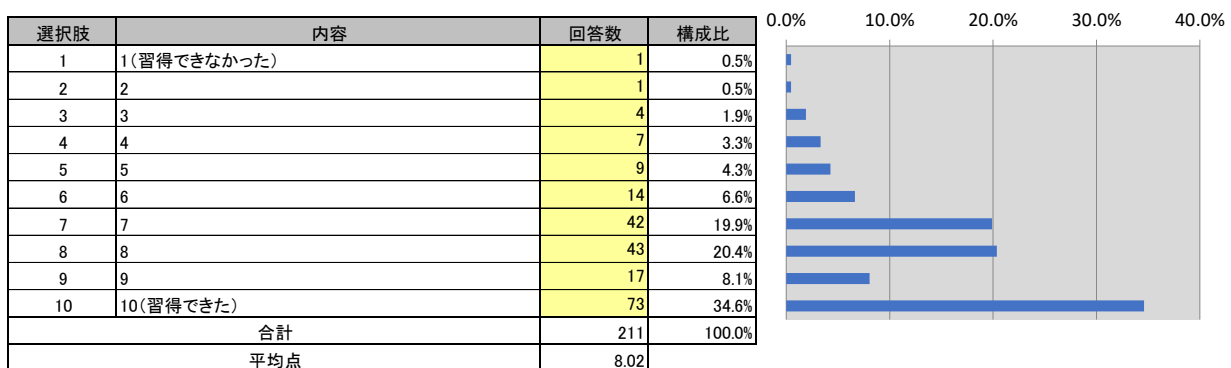 0.0% 10.0% 20.0% 30.0% 40.0%
選択肢 内容 回答数 構成比
1 1(習得できなかった) 1 0.5%
2 2 1 0.5%
3 3 4 1.9%
4 4 7 3.3%
5 5 9 4.3%
6 6 14 6.6%
7 7 42 19.9%
8 8 43 20.4%
9 9 17 8.1%
10 10(習得できた) 73 34.6%
合計 211 100.0%
平均点 8.02